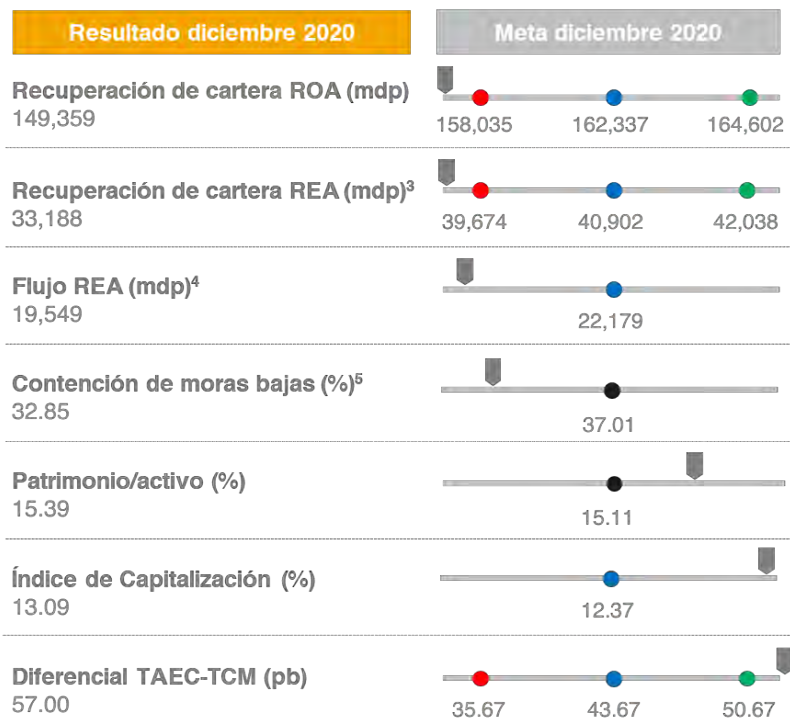 Resultado diciembre 2020
Meta diciembre 2020
Recuperación de cartera ROA (mdp)
149,359
158,035 162,337 164,602
Recuperación de cartera REA (mdp)³
33,188
39,674 40,902 42,038
Flujo REA (mdp)⁴
19,549
22,179
Contención de moras bajas (%)⁵
32.85
37.01
Patrimonio/activo (%)
15.39
15.11
Índice de Capitalización (%)
13.09
12.37
Diferencial TAEC-TCM (pb)
57.00
35.67 43.67 50.67